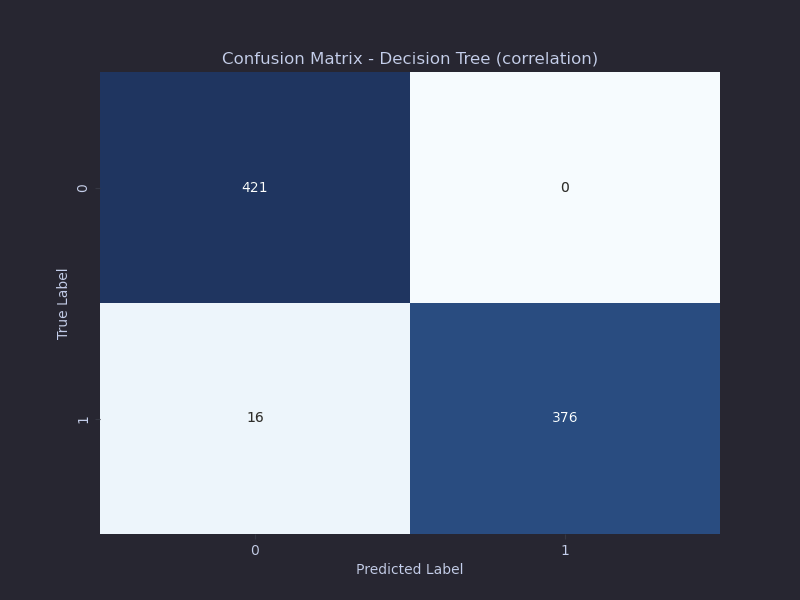 Confusion Matrix - Decision Tree (correlation)
0
421
0
True Label
1
16
376
0
1
Predicted Label